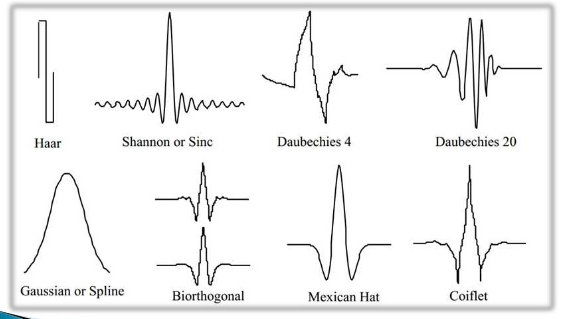 Haar
Shannon or Sinc
Daubechies 4
Daubechies 20
Gaussian or Spline
Biorthogonal
Mexican Hat
Coiflet